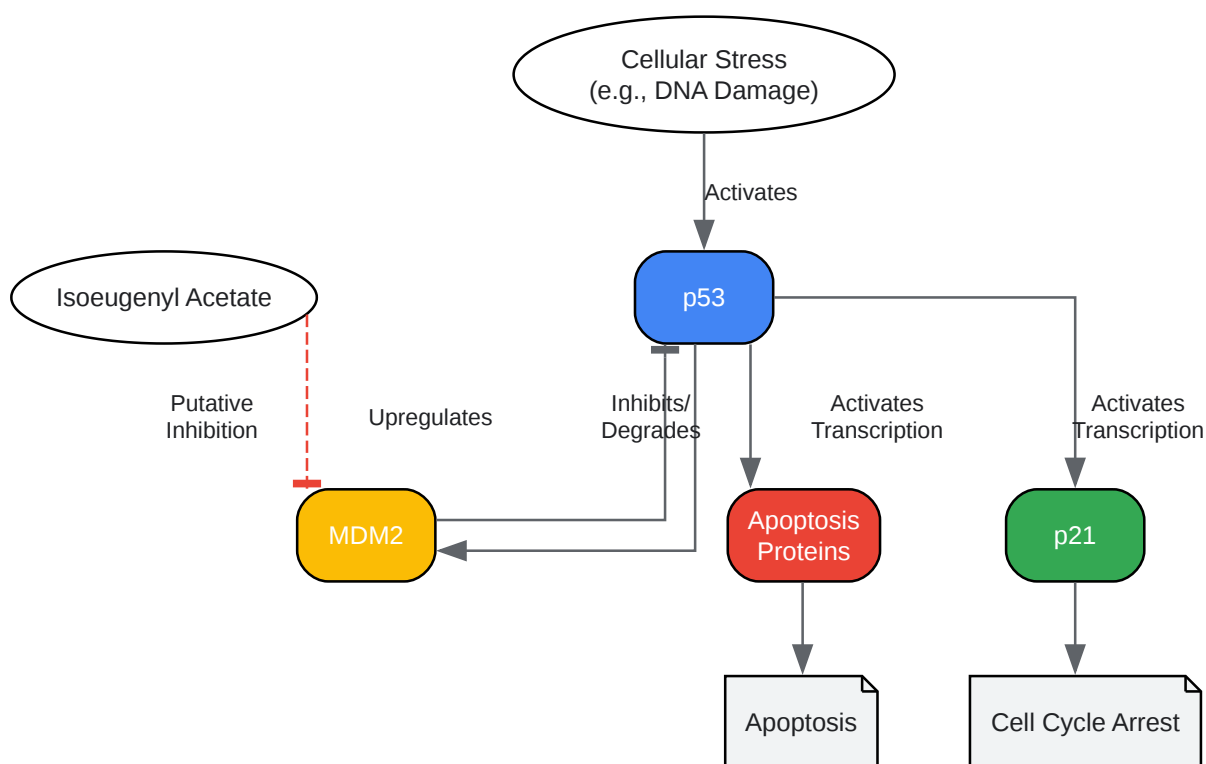 Cellular Stress
(e.g., DNA Damage)
Activates
Isoeugenyl Acetate
p53
Putative
Inhibition
Upregulates
Inhibits/
Degrades
Activates
Transcription
Activates
Transcription
MDM2
Apoptosis
Proteins
p21
Apoptosis
Cell Cycle Arrest